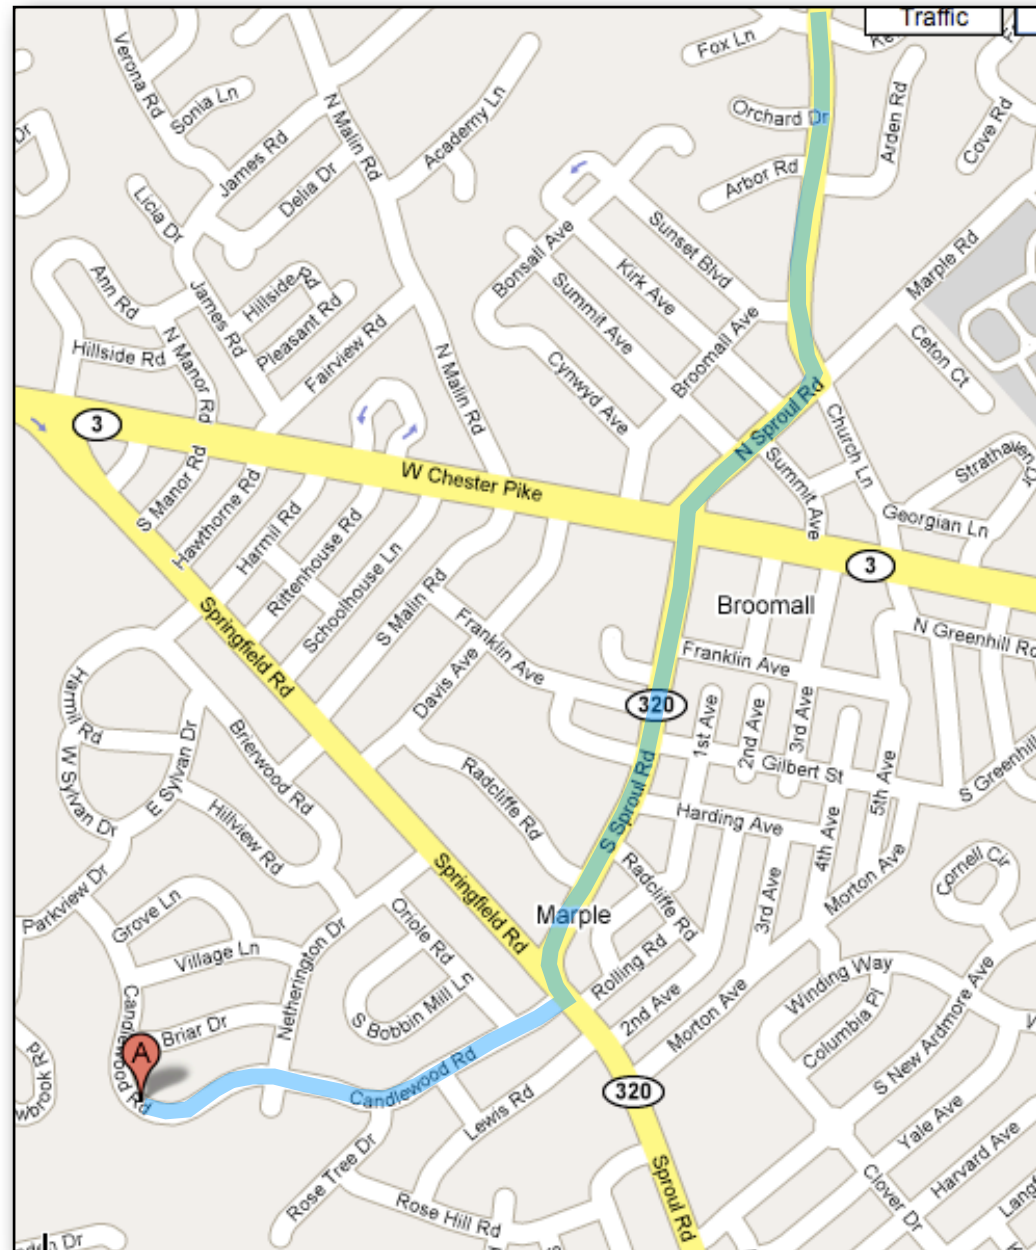 Traffic
Fox Ln
Verona Rd
Sonia Ln
N Malin Rd
Academy Ln
Orchard Dr
Arden Rd
Cove Rd
Dr
James Rd
Delia Dr
Arbor Rd
Licia Dr
Sunset Blvd
Bonsall Ave
Kirk Ave
Marple Rd
Ann Rd
Hillside Rd
James Rd
Pleasant Rd
Summit Ave
Broomall Ave
Ceton Ct
Hillside Rd
N Manor Rd
Fairview Rd
N Malin Rd
Cynwyd Ave
N Sproul Rd
Church Ln
3
W Chester Pike
Summit Ave
Strathaven
S Manor Rd
Hawthorne Rd
Harmil Rd
Rittenhouse Rd
Schoolhouse Ln
Georgian Ln
3
Springfield Rd
S Malin Rd
Franklin Ave
Broomall
N Greenhill Rd
Franklin Ave
Davis Ave
Harmil Rd
320
1st Ave
2nd Ave
3rd Ave
Brierwood Rd
W Sylvan Dr
E Sylvan Dr
Gilbert St
5th Ave
S Greenhill
Radcliffe Rd
S Sproul Rd
Hillview Rd
Harding Ave
4th Ave
Morton Ave
Cornell Cir
Springfield Rd
Radcliffe Rd
3rd Ave
Parkview Dr
Grove Ln
Marple
Oriole Rd
Village Ln
Netherington Dr
Rolling Rd
Winding Way
Candlewood Rd
S Bobbin Mill Ln
2nd Ave
Morton Ave
Columbia Pl
S New Ardmore Ave
Briar Dr
A
wbrook Rd
Candlewood Rd
320
Lewis Rd
Yale Ave
Harvard Ave
Rose Tree Dr
Clover Dr
Rose Hill Rd
Sproul Rd
Lang
Dr